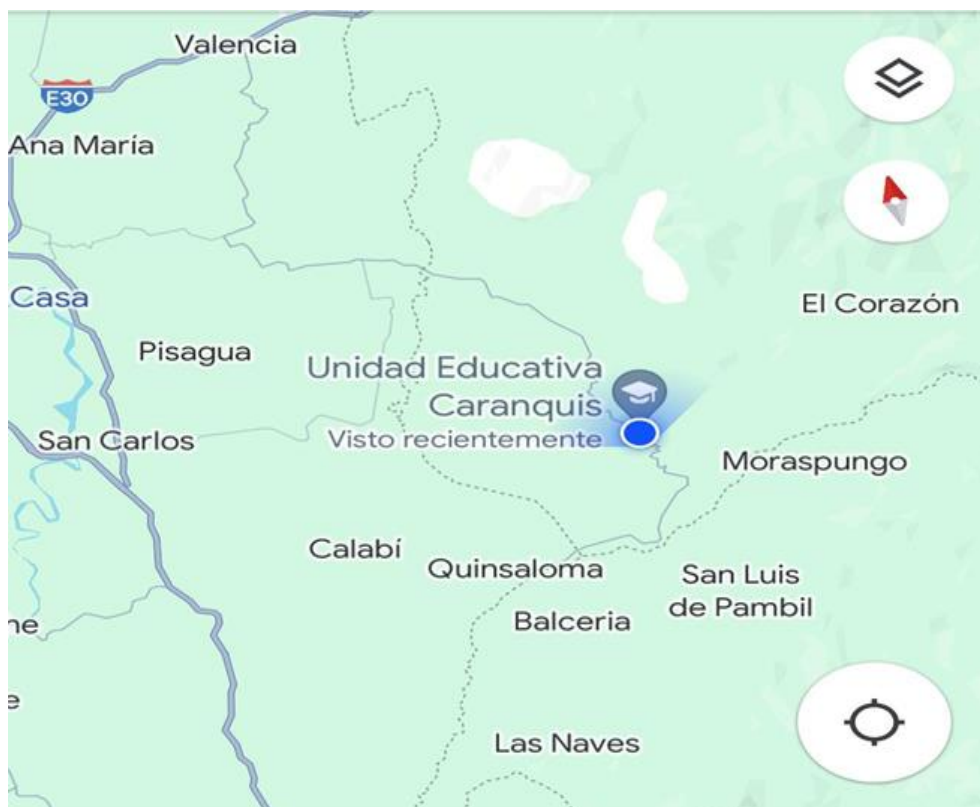 Valencia
E30
Ana María
Casa
El Corazón
Pisagua
Unidad Educativa
Caranquis
Visto recientemente
San Carlos
Moraspungo
Calabí
Quinsaloma
San Luis
de Pambil
Balceria
ne
e
Las Naves